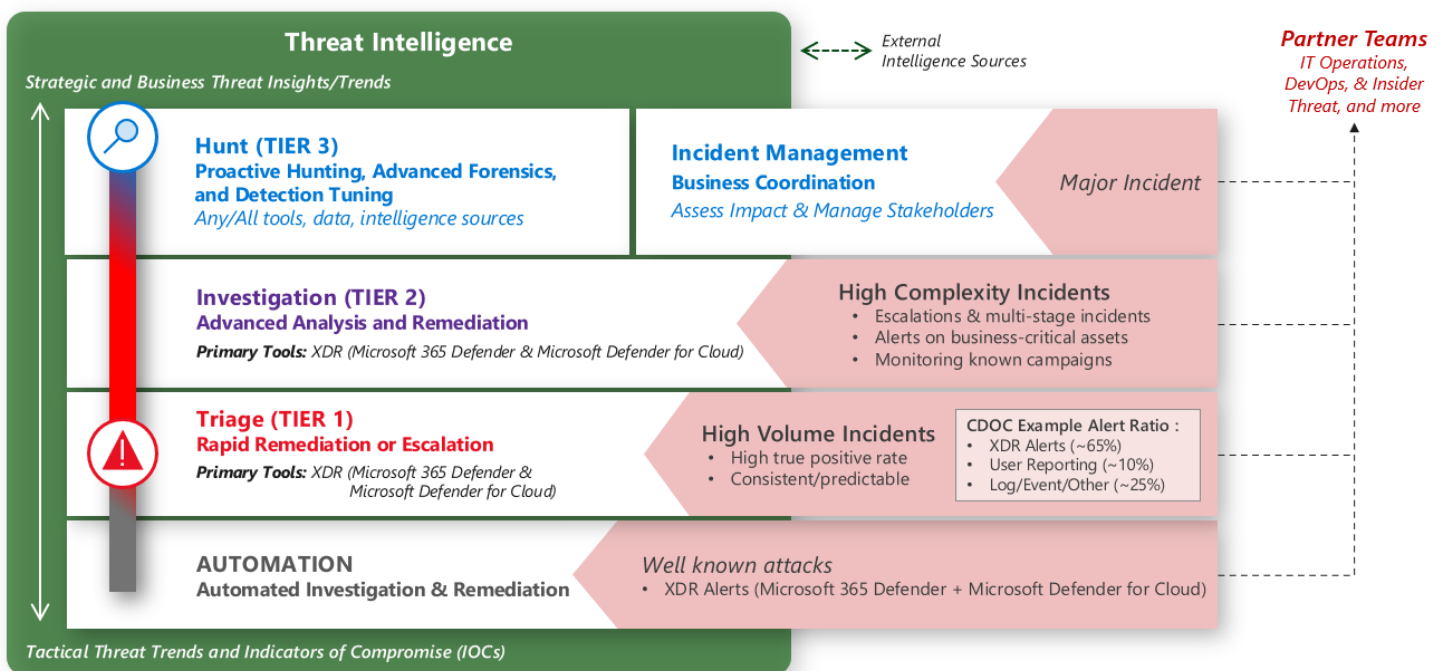 Threat Intelligence
Strategic and Business Threat Insights/Trends
External
Intelligence Sources
Partner Teams
IT Operations,
DevOps, & Insider
Threat, and more
Hunt (TIER 3)
Proactive Hunting, Advanced Forensics,
and Detection Tuning
Any/All tools, data, intelligence sources
Incident Management
Business Coordination
Assess Impact & Manage Stakeholders
Major Incident
Investigation (TIER 2)
Advanced Analysis and Remediation
Primary Tools: XDR (Microsoft 365 Defender & Microsoft Defender for Cloud)
High Complexity Incidents
• Escalations & multi-stage incidents
• Alerts on business-critical assets
• Monitoring known campaigns
Triage (TIER 1)
Rapid Remediation or Escalation
Primary Tools: XDR (Microsoft 365 Defender &
Microsoft Defender for Cloud)
High Volume Incidents
• High true positive rate
• Consistent/predictable
CDOC Example Alert Ratio :
• XDR Alerts (~65%)
• User Reporting (~10%)
• Log/Event/Other (~25%)
AUTOMATION
Automated Investigation & Remediation
Well known attacks
• XDR Alerts (Microsoft 365 Defender + Microsoft Defender for Cloud)
Tactical Threat Trends and Indicators of Compromise (IOCs)